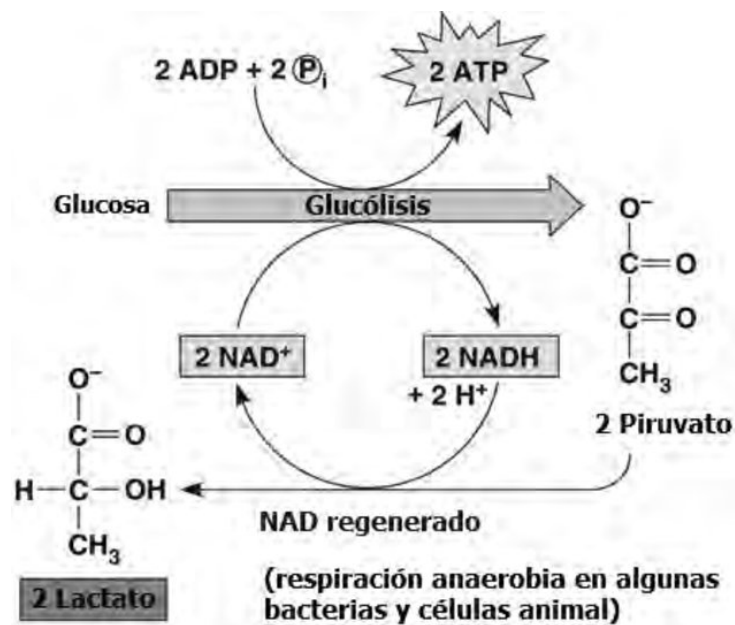 2 ADP + 2 Pi
2 ATP
Glucosa
Glucólisis
O⁻
C=O
C=O
CH₃
2 Piruvato
2 NAD⁺
2 NADH
+ 2 H⁺
O⁻
C=O
H-C-OH
CH₃
2 Lactato
NAD regenerado
(respiración anaerobia en algunas
bacterias y células animal)